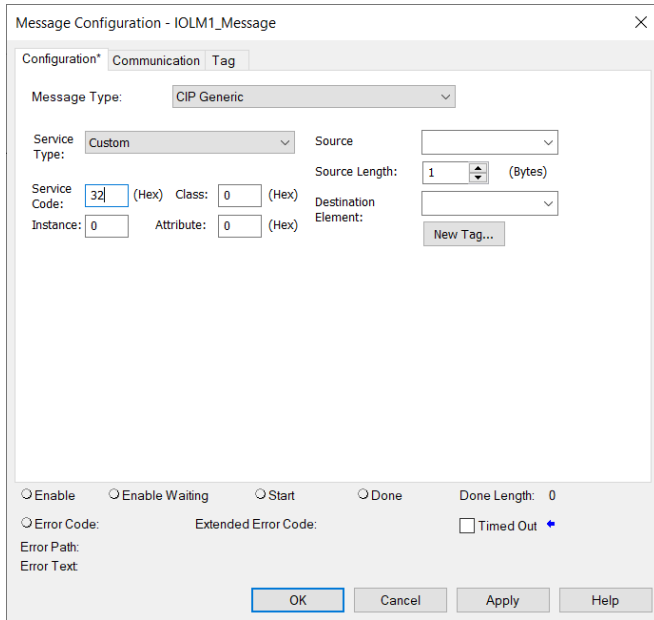 Message Configuration - IOLM1_Message
Configuration* Communication Tag
Message Type: CIP Generic
Service Type: Custom
Service Code: 32 (Hex) Class: 0 (Hex)
Instance: 0 Attribute: 0 (Hex)
Source
Source Length: 1 (Bytes)
Destination Element:
New Tag...
Enable Enable Waiting Start Done Done Length: 0
Error Code: Extended Error Code: Timed Out
Error Path:
Error Text:
OK Cancel Apply Help